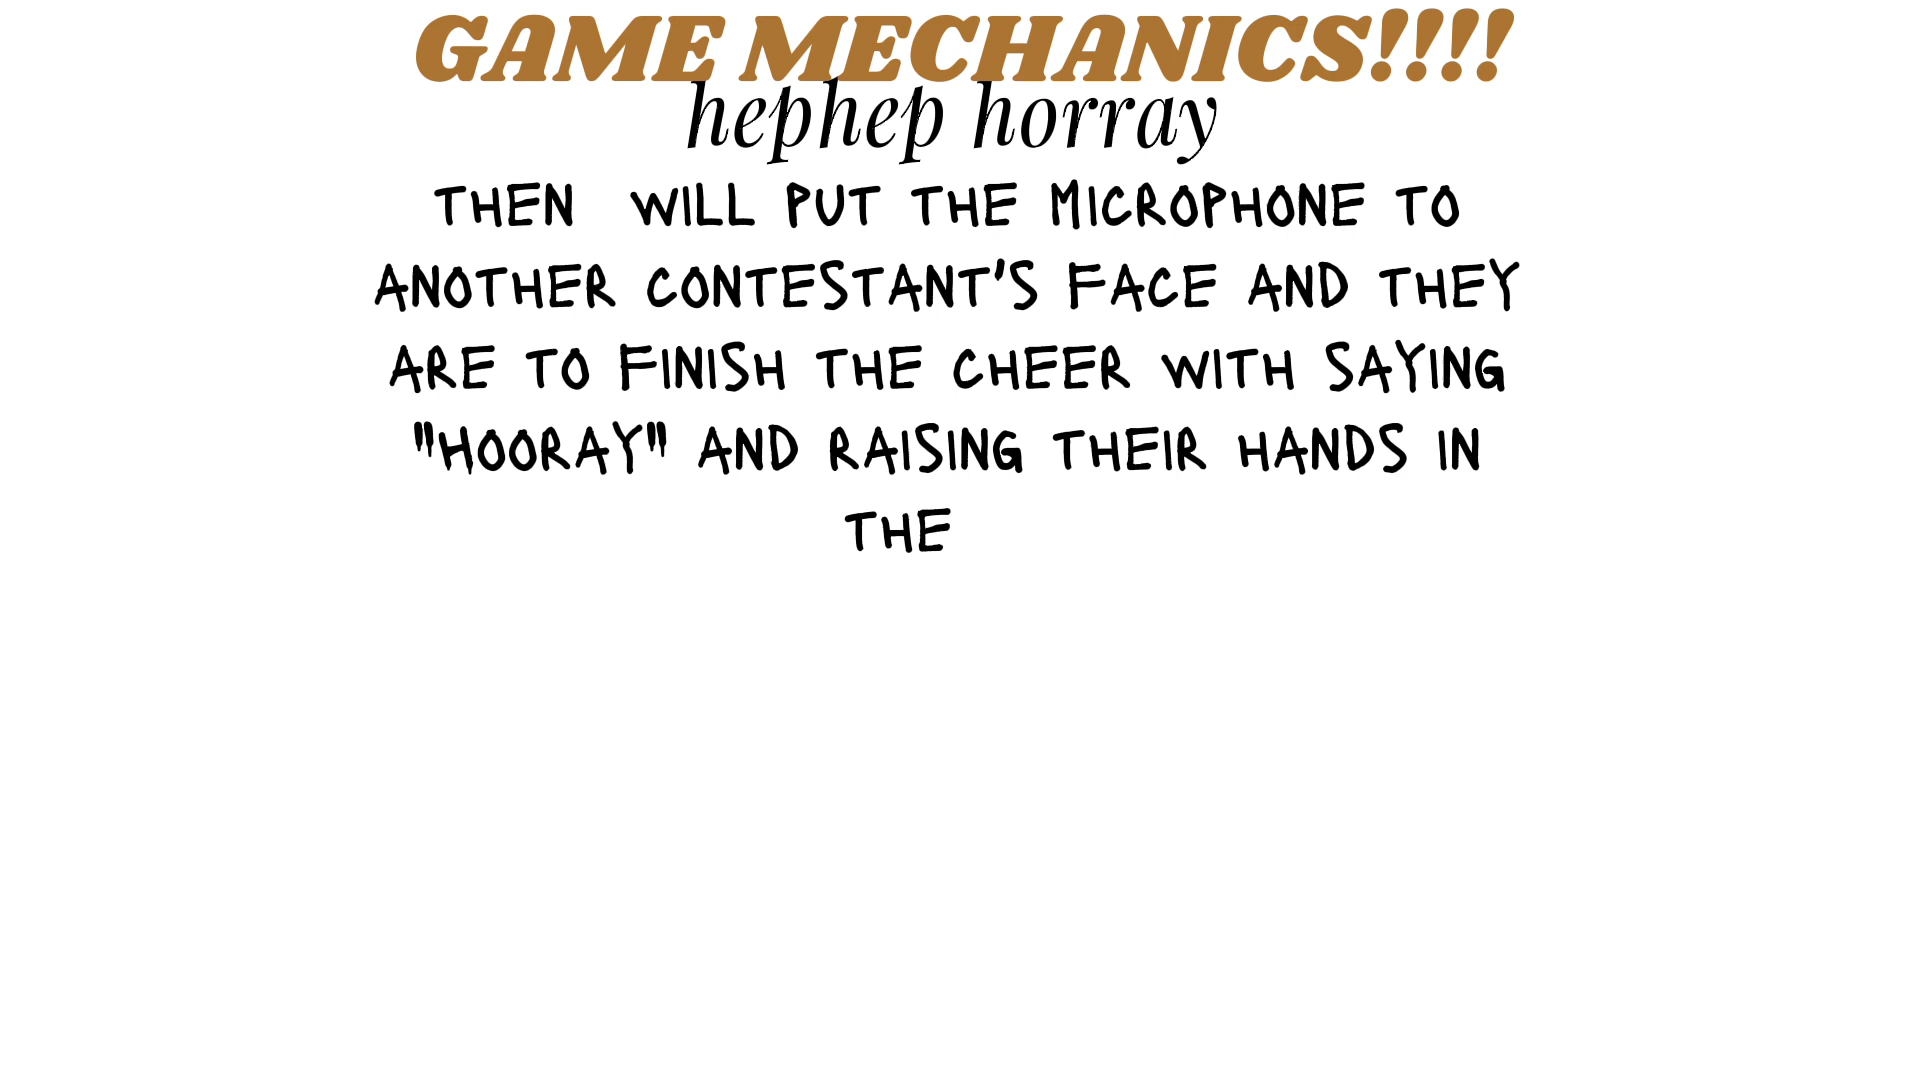 GAME MECHANICS!!!!
hephep horray
THEN WILL PUT THE MICROPHONE TO
ANOTHER CONTESTANT'S FACE AND THEY
ARE TO FINISH THE CHEER WITH SAYING
"HOORAY" AND RAISING THEIR HANDS IN
THE